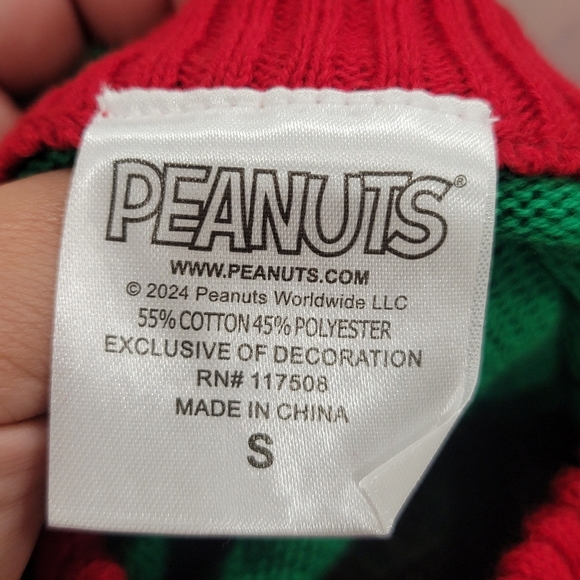 PEANUTS®
WWW.PEANUTS.COM
© 2024 Peanuts Worldwide LLC
55% COTTON 45% POLYESTER
EXCLUSIVE OF DECORATION
RN# 117508
MADE IN CHINA
S